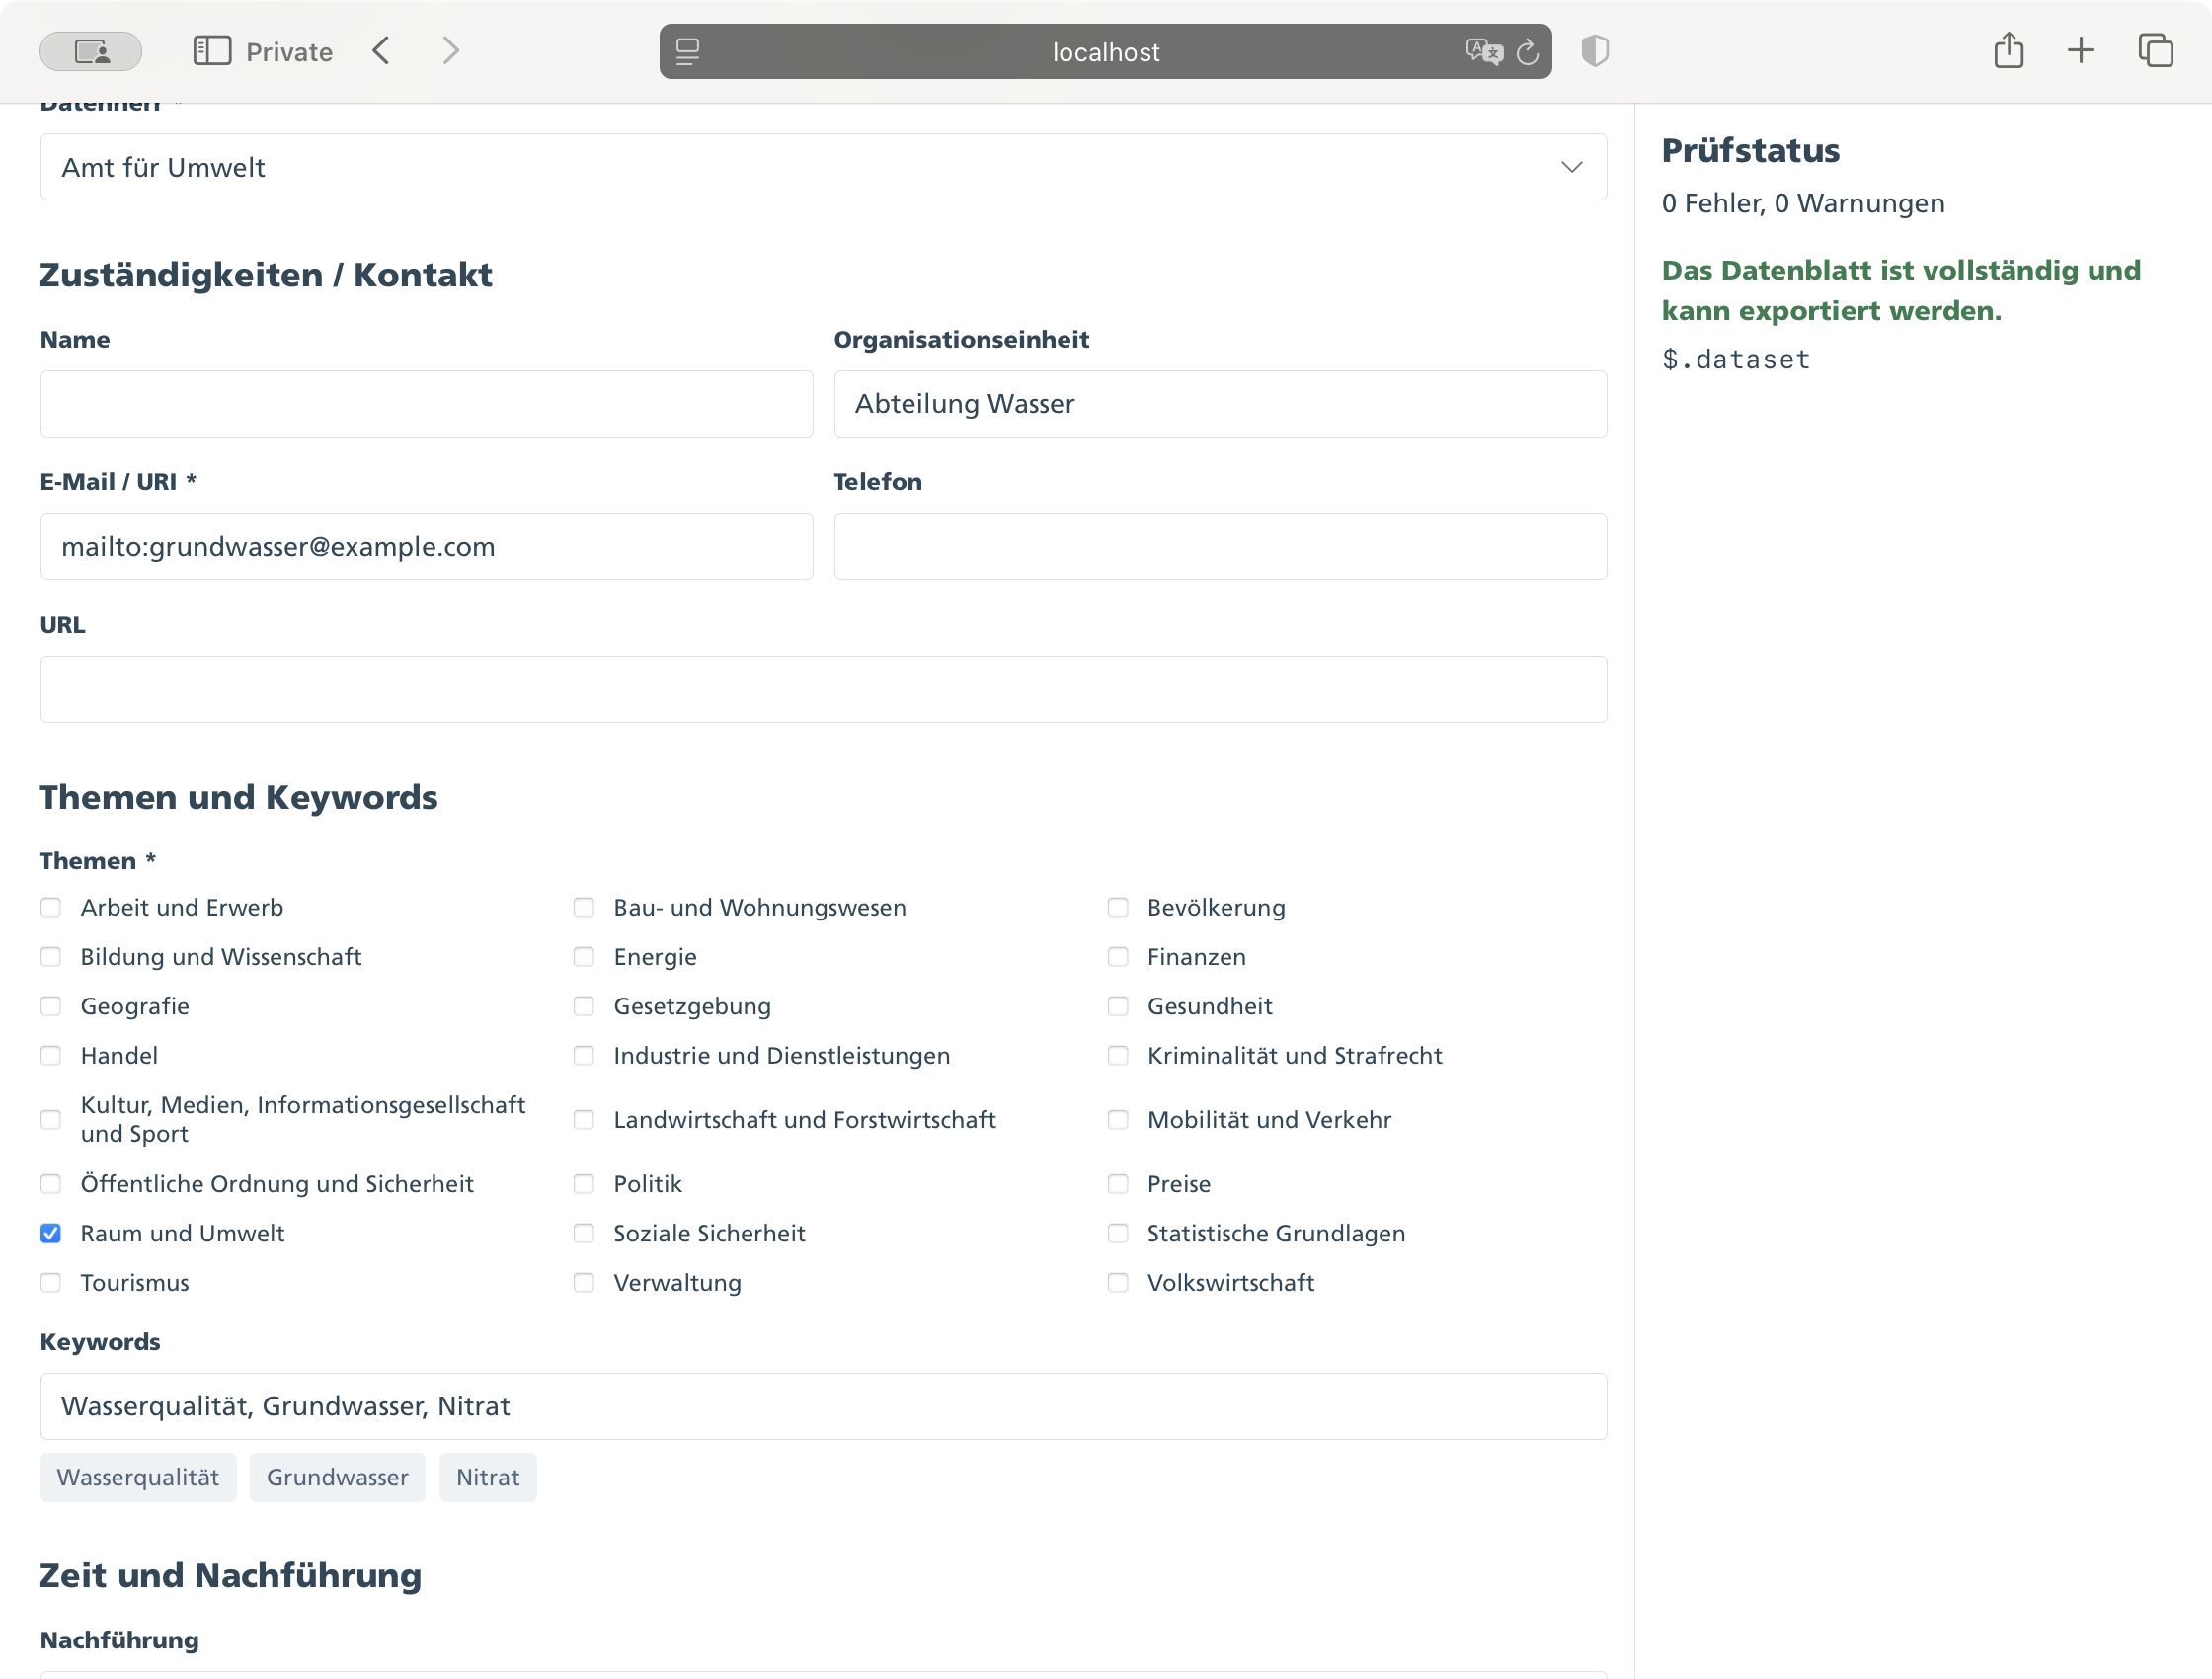 Private
localhost
Datenherr *
Amt für Umwelt
Zuständigkeiten / Kontakt
Name
Organisationseinheit
Abteilung Wasser
E-Mail / URI *
Telefon
mailto:grundwasser@example.com
URL
Themen und Keywords
Themen *
Arbeit und Erwerb
Bau- und Wohnungswesen
Bevölkerung
Bildung und Wissenschaft
Energie
Finanzen
Geografie
Gesetzgebung
Gesundheit
Handel
Industrie und Dienstleistungen
Kriminalität und Strafrecht
Kultur, Medien, Informationsgesellschaft
und Sport
Landwirtschaft und Forstwirtschaft
Mobilität und Verkehr
Öffentliche Ordnung und Sicherheit
Politik
Preise
Raum und Umwelt
Soziale Sicherheit
Statistische Grundlagen
Tourismus
Verwaltung
Volkswirtschaft
Keywords
Wasserqualität, Grundwasser, Nitrat
Wasserqualität
Grundwasser
Nitrat
Zeit und Nachführung
Nachführung
Prüfstatus
0 Fehler, 0 Warnungen
Das Datenblatt ist vollständig und
kann exportiert werden.
$.dataset